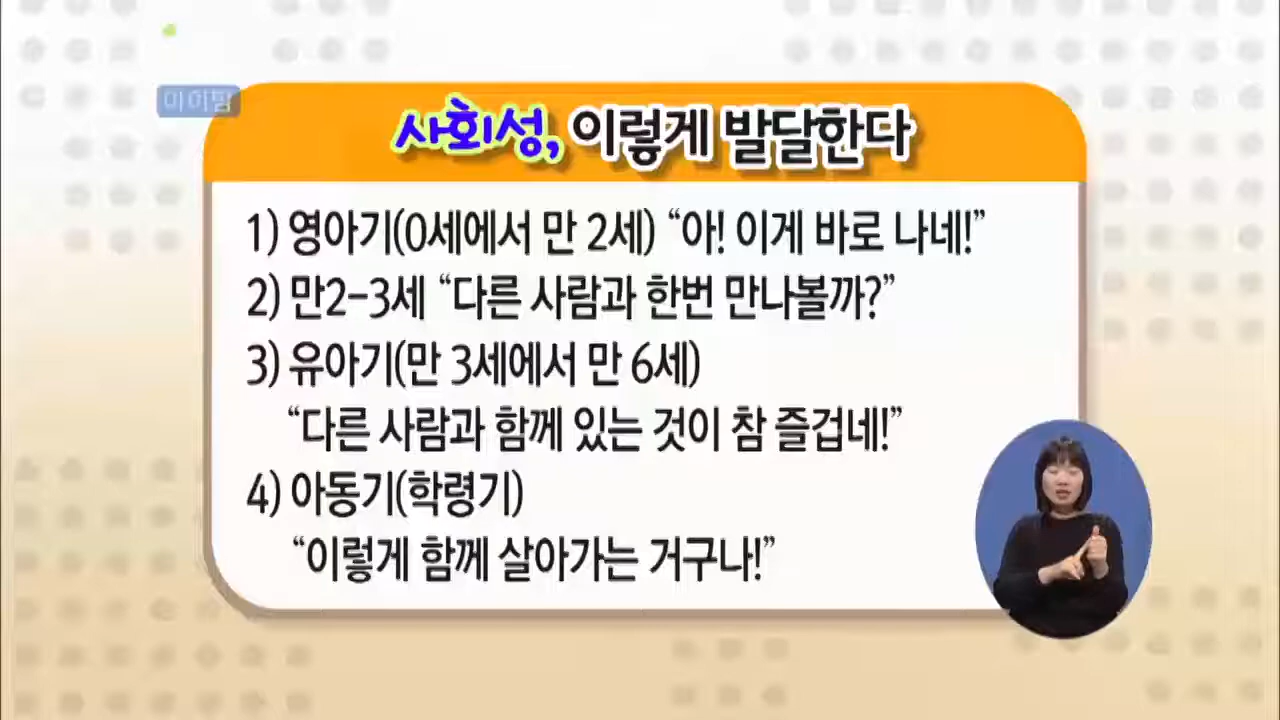 사회성, 이렇게 발달한다
1) 영아기(0세에서 만 2세) “아! 이게 바로 나네!”
2) 만2-3세 “다른 사람과 한번 만나볼까?”
3) 유아기(만 3세에서 만 6세)
“다른 사람과 함께 있는 것이 참 즐겁네!”
4) 아동기(학령기)
“이렇게 함께 살아가는 거구나!”